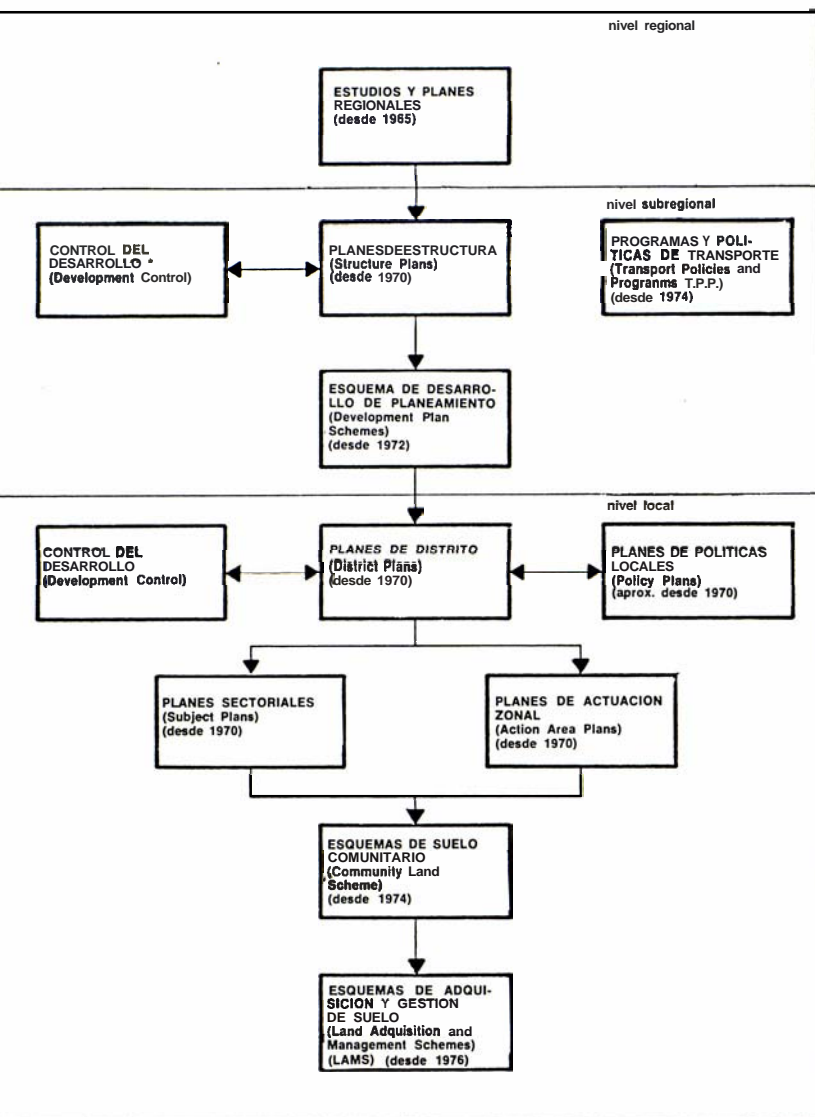 nivel regional
ESTUDIOS Y PLANES
REGIONALES
(desde 1965)
nivel subregional
CONTROL DEL
DESARROLLO
(Development Control)
PLANESDEESTRUCTURA
(Structure Plans)
(desde 1970)
PROGRAMAS Y POLI-
TICAS DE TRANSPORTE
(Transport Policies and
Progranms T.P.P.)
(desde 1974)
ESQUEMA DE DESARRO-
LLO DE PLANEAMIENTO
(Development Plan
Schemes)
(desde 1972)
nivel local
CONTROL DEL
DESARROLLO
(Development Control)
PLANES DE DISTRITO
(District Plans)
(desde 1970)
PLANES DE POLITICAS
LOCALES
(Policy Plans)
(aprox. desde 1970)
PLANES SECTORIALES
(Subject Plans)
(desde 1970)
PLANES DE ACTUACION
ZONAL
(Action Area Plans)
(desde 1970)
ESQUEMAS DE SUELO
COMUNITARIO
(Community Land
Scheme)
(desde 1974)
ESQUEMAS DE ADQUI-
SICION Y GESTION
DE SUELO
(Land Adquisition and
Management Schemes)
(LAMS) (desde 1976)